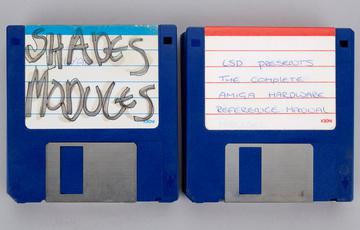 SHADES
MODULES
LSD PRESENTS
THE COMPLETE
AMIGA HARDWARE
REFERENCE MANUAL